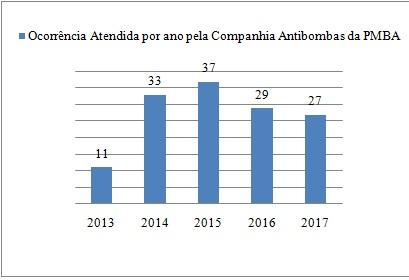 Ocorrência Atendida por ano pela Companhia Antibombas da PMBA
37
33
29
27
11
2013 2014 2015 2016 2017